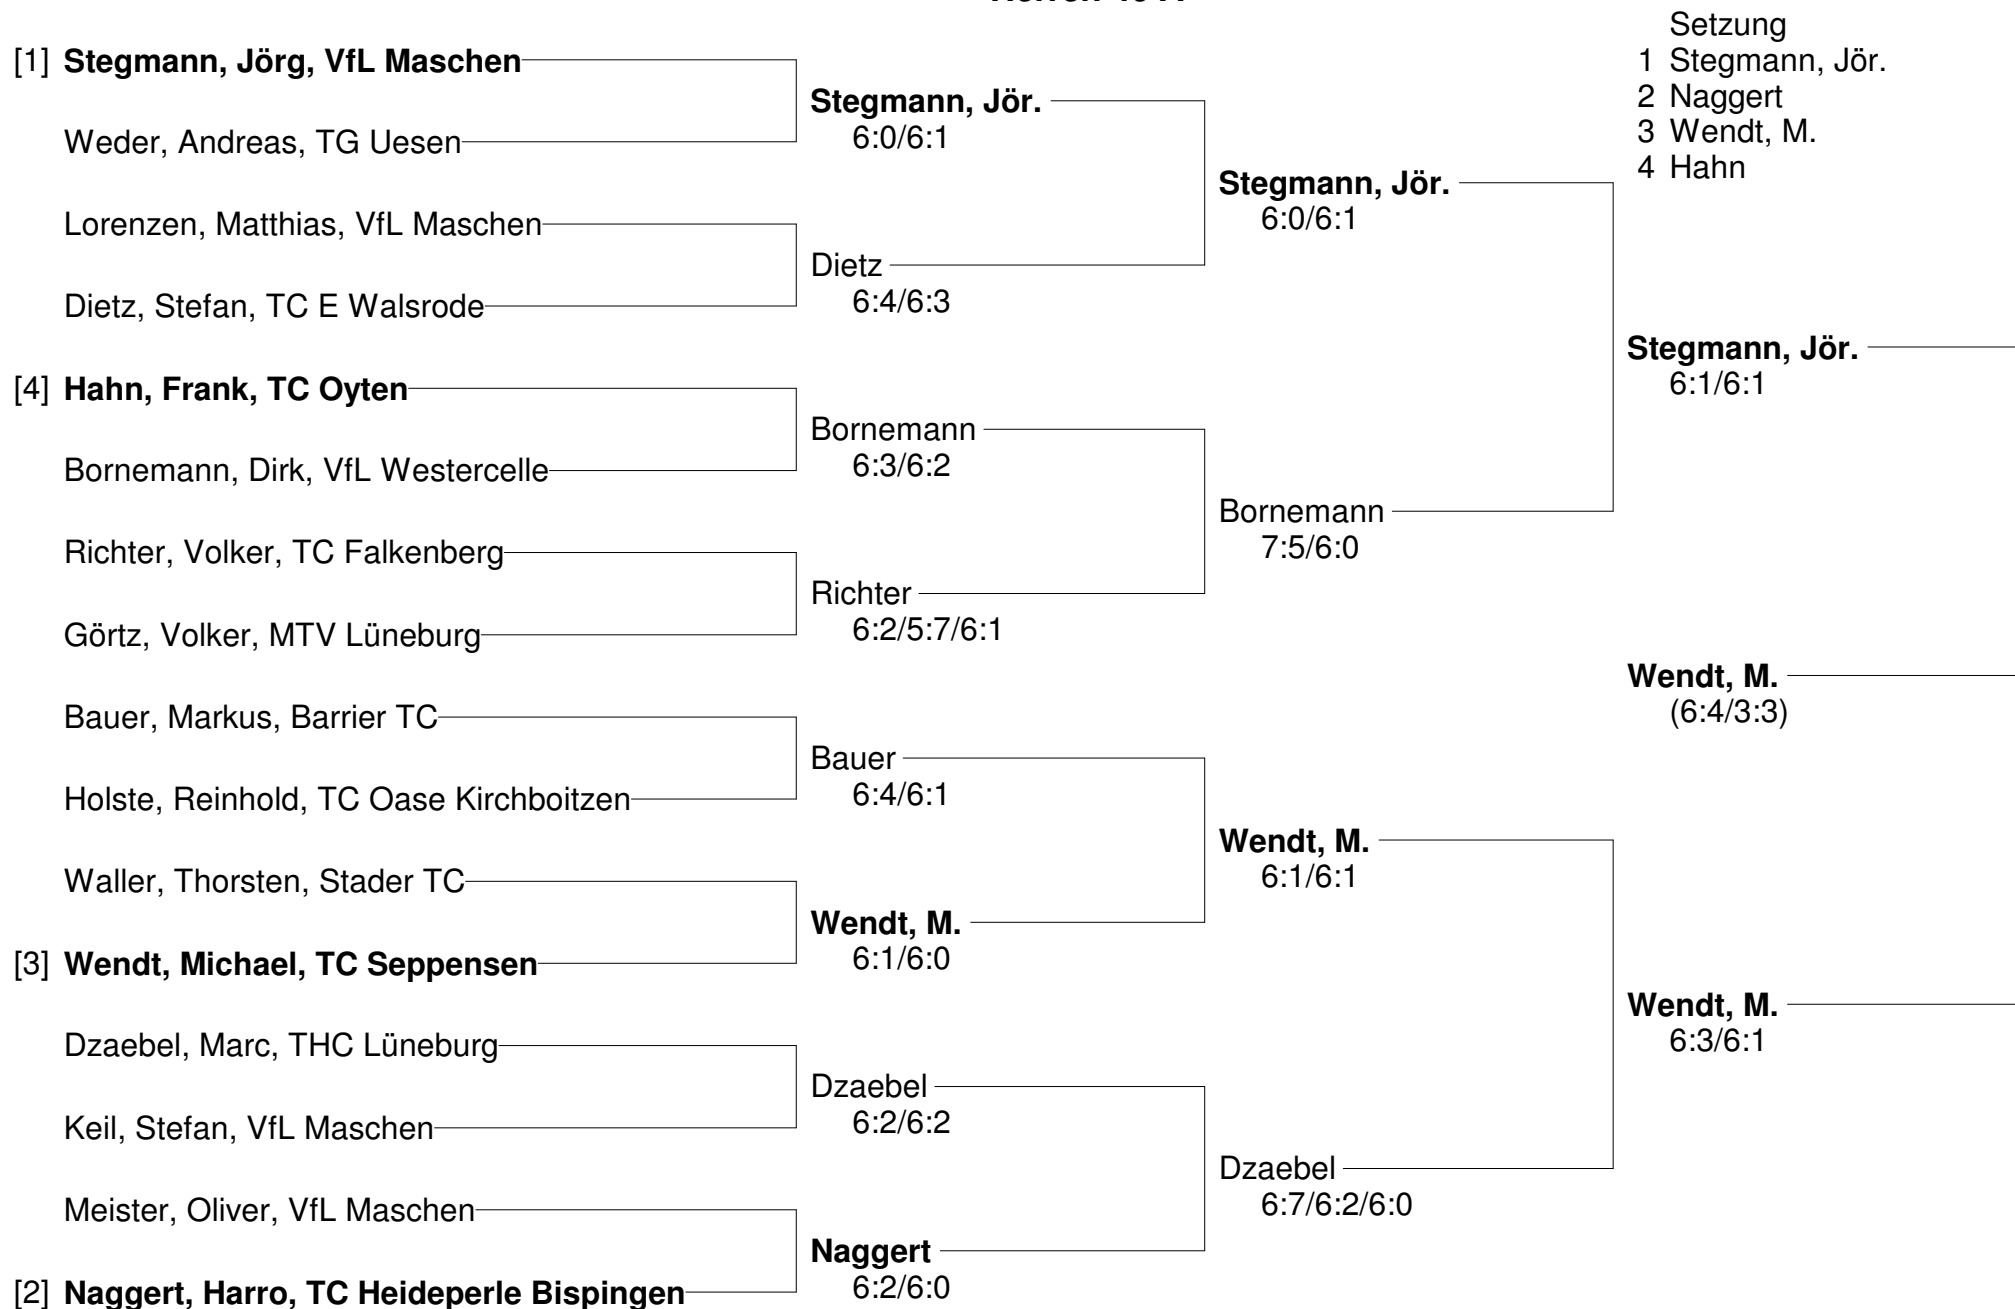 Setzung
1 Stegmann, Jör.
2 Naggert
3 Wendt, M.
4 Hahn
[1] Stegmann, Jörg, VfL Maschen
Weder, Andreas, TG Uesen
Lorenzen, Matthias, VfL Maschen
Dietz, Stefan, TC E Walsrode
[4] Hahn, Frank, TC Oyten
Bornemann, Dirk, VfL Westercelle
Richter, Volker, TC Falkenberg
Görtz, Volker, MTV Lüneburg
Bauer, Markus, Barrier TC
Holste, Reinhold, TC Oase Kirchboitzen
Waller, Thorsten, Stader TC
[3] Wendt, Michael, TC Seppensen
Dzaebel, Marc, THC Lüneburg
Keil, Stefan, VfL Maschen
Meister, Oliver, VfL Maschen
[2] Naggert, Harro, TC Heideperle Bispingen
Stegmann, Jör.
6:0/6:1
Dietz
6:4/6:3
Bornemann
6:3/6:2
Richter
6:2/5:7/6:1
Bauer
6:4/6:1
Wendt, M.
6:1/6:0
Dzaebel
6:2/6:2
Naggert
6:2/6:0
Stegmann, Jör.
6:0/6:1
Bornemann
7:5/6:0
Wendt, M.
6:1/6:1
Dzaebel
6:7/6:2/6:0
Stegmann, Jör.
6:1/6:1
Wendt, M.
(6:4/3:3)
Wendt, M.
6:3/6:1